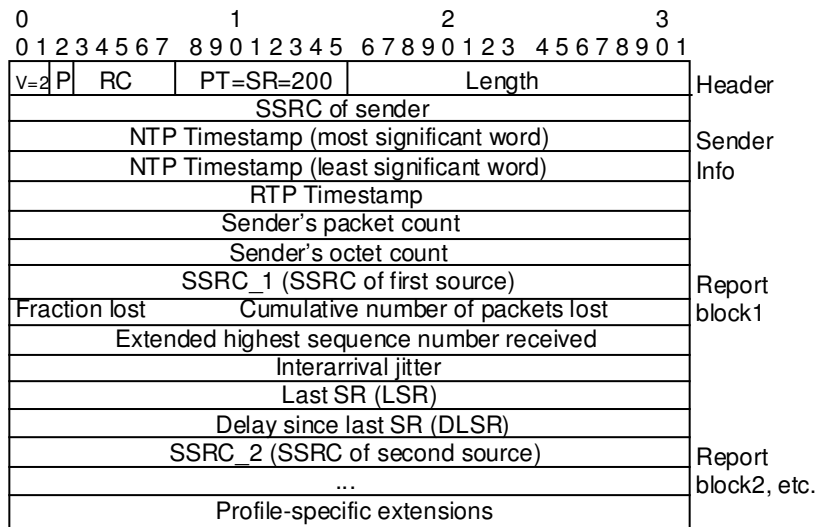 0 1 2 3
0 1 2 3 4 5 6 7 8 9 0 1 2 3 4 5 6 7 8 9 0 1 2 3 4 5 6 7 8 9 0 1
V=2 P RC PT=SR=200 Length Header
SSRC of sender
NTP Timestamp (most significant word) Sender
NTP Timestamp (least significant word) Info
RTP Timestamp
Sender's packet count
Sender's octet count
SSRC_1 (SSRC of first source) Report
Fraction lost Cumulative number of packets lost block1
Extended highest sequence number received
Interarrival jitter
Last SR (LSR)
Delay since last SR (DLSR)
SSRC_2 (SSRC of second source) Report
... block2, etc.
Profile-specific extensions